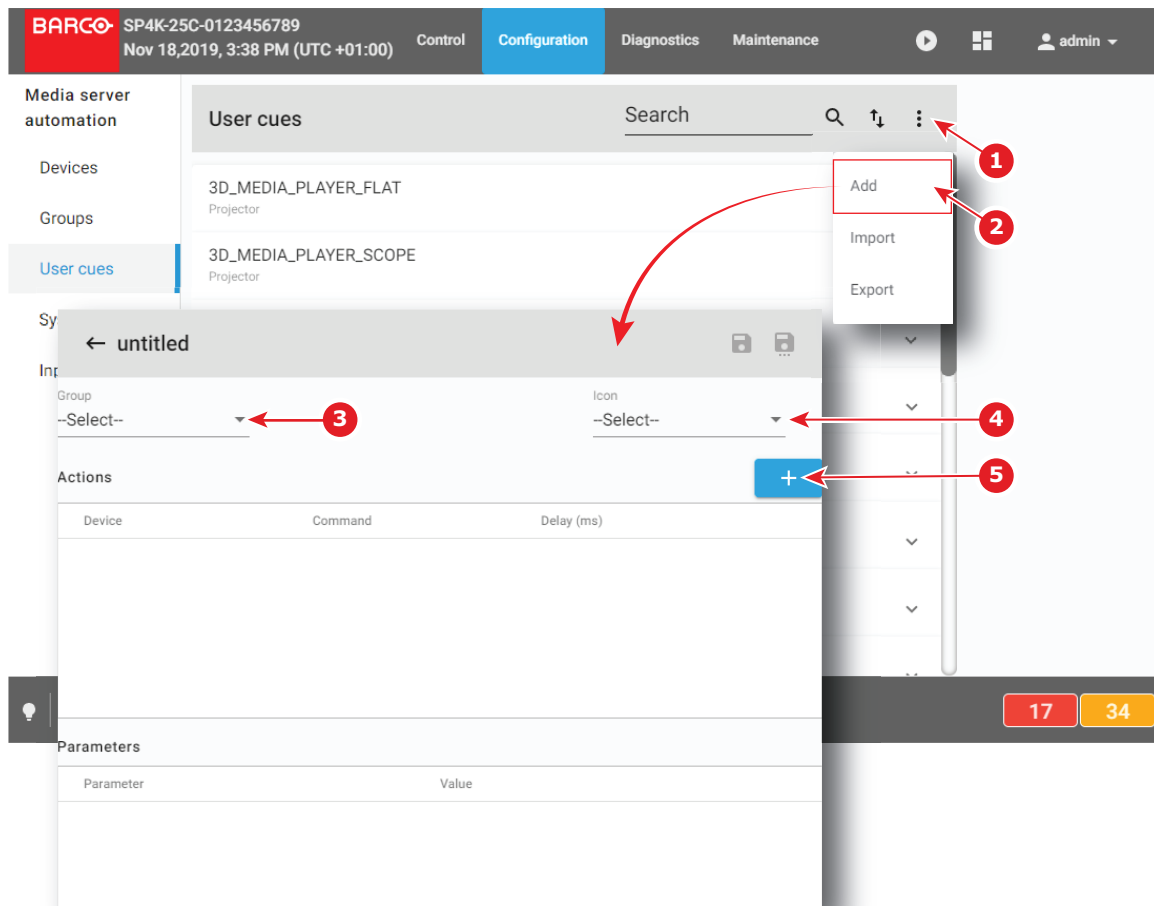 BARCO
SP4K-25C-0123456789
Nov 18,2019, 3:38 PM (UTC +01:00)
Control
Configuration
Diagnostics
Maintenance
admin
Media server
automation
Devices
Groups
User cues
Sy
Inp
User cues
Search
1
3D_MEDIA_PLAYER_FLAT
Projector
3D_MEDIA_PLAYER_SCOPE
Projector
Add
2
Import
Export
untitled
Group
--Select--
3
Icon
--Select--
4
Actions
+
5
Device
Command
Delay (ms)
17
34
Parameters
Parameter
Value